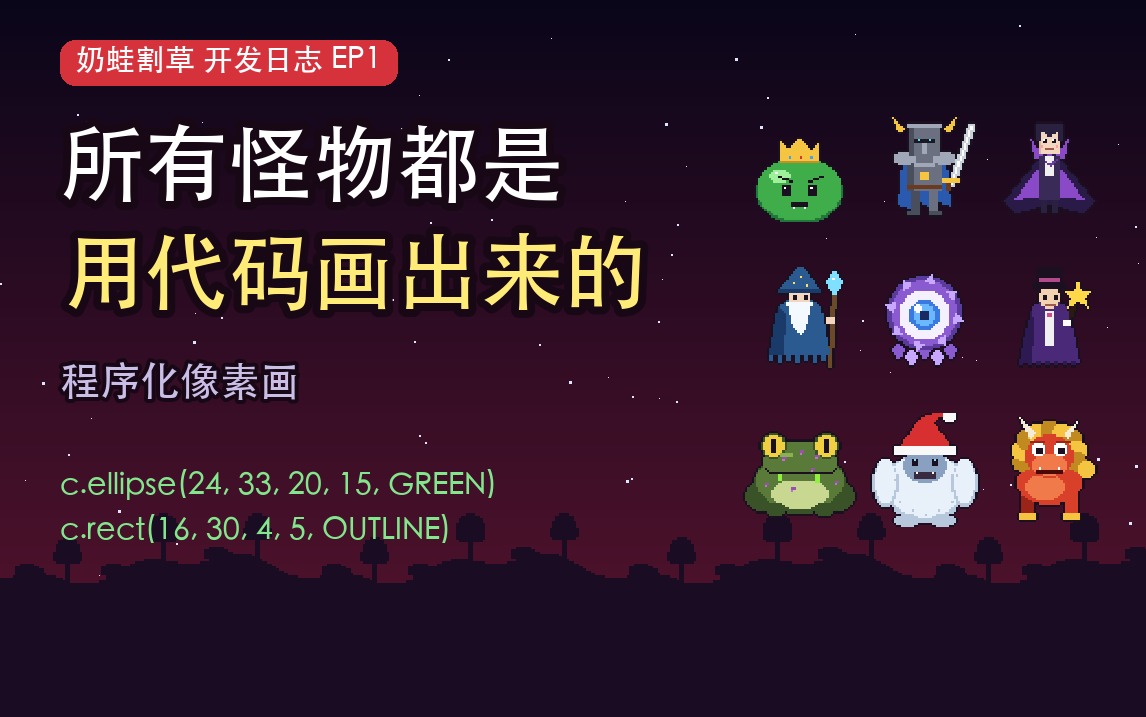 奶蛙割草 开发日志 EP1
所有怪物都是
用代码画出来的
程序化像素画
c.ellipse(24, 33, 20, 15, GREEN)
c.rect(16, 30, 4, 5, OUTLINE)